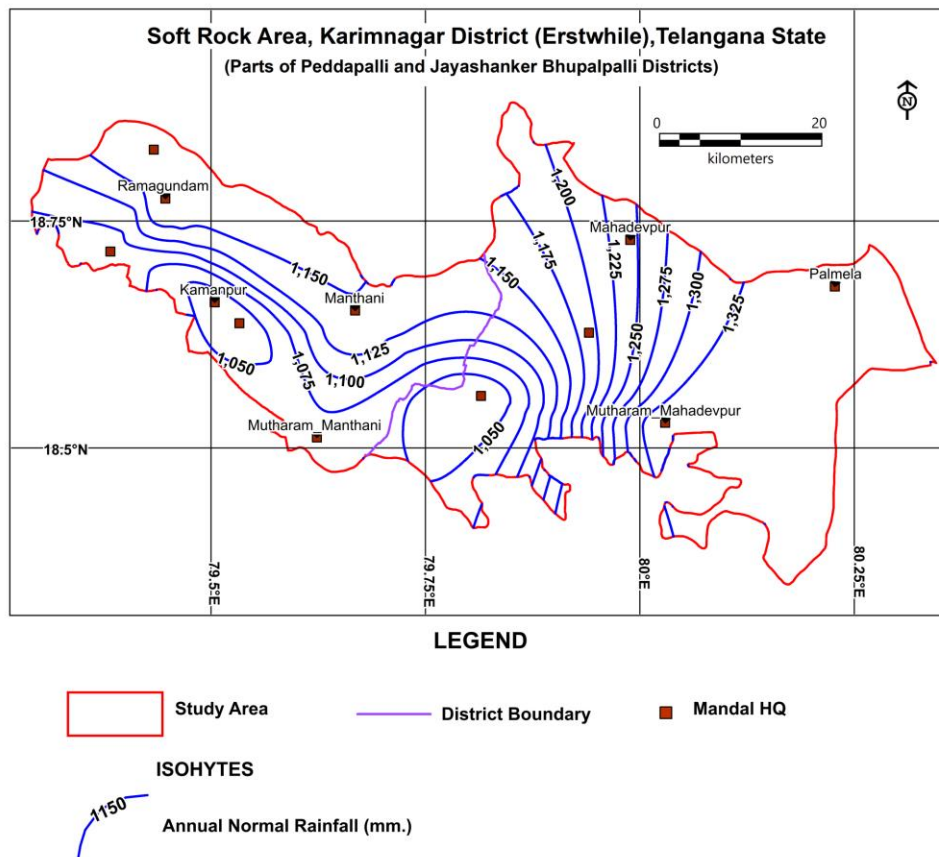 Soft Rock Area, Karimnagar District (Erstwhile),Telangana State
(Parts of Peddapalli and Jayashanker Bhupalpalli Districts)
N
0 20
kilometers
Ramagundam
18.75°N
1,200
Mahadevpur
1,175
1,225
1,150
1,150
1,275
1,300
Palmela
Kamanpur
Manthani
1,325
1,250
1,125
1,050
1,075
1,100
Mutharam_Manthani
Mutharam_Mahadevpur
1,050
18.5°N
79.5°E
79.75°E
80°E
80.25°E
LEGEND
Study Area
District Boundary
Mandal HQ
ISOHYTES
1150
Annual Normal Rainfall (mm.)